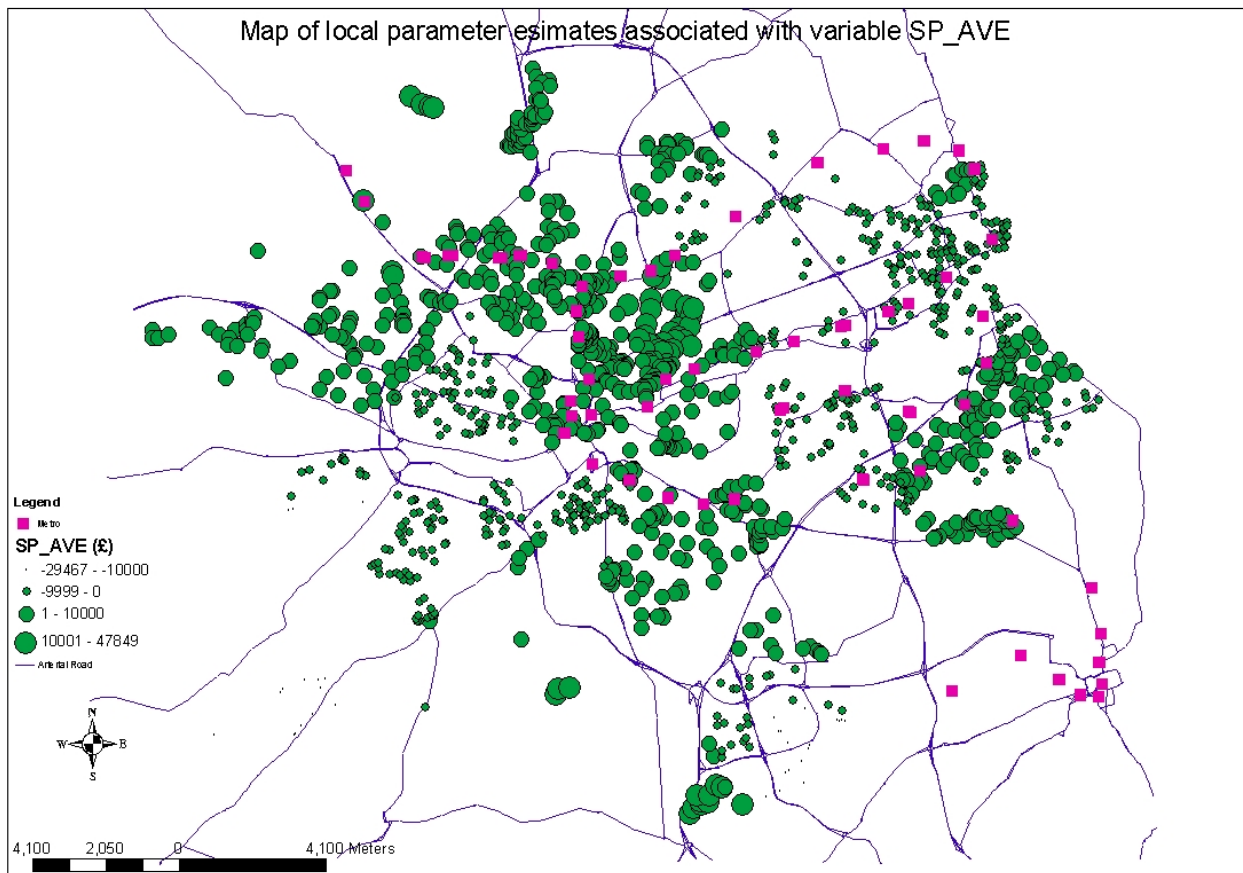 Map of local parameter esimates associated with variable SP_AVE
Legend
Metro
SP_AVE (£)
-29467 - -10000
-9999 - 0
1 - 10000
10001 - 47849
Arterial Road
N
W E
S
4,100 2,050 0 4,100 Meters